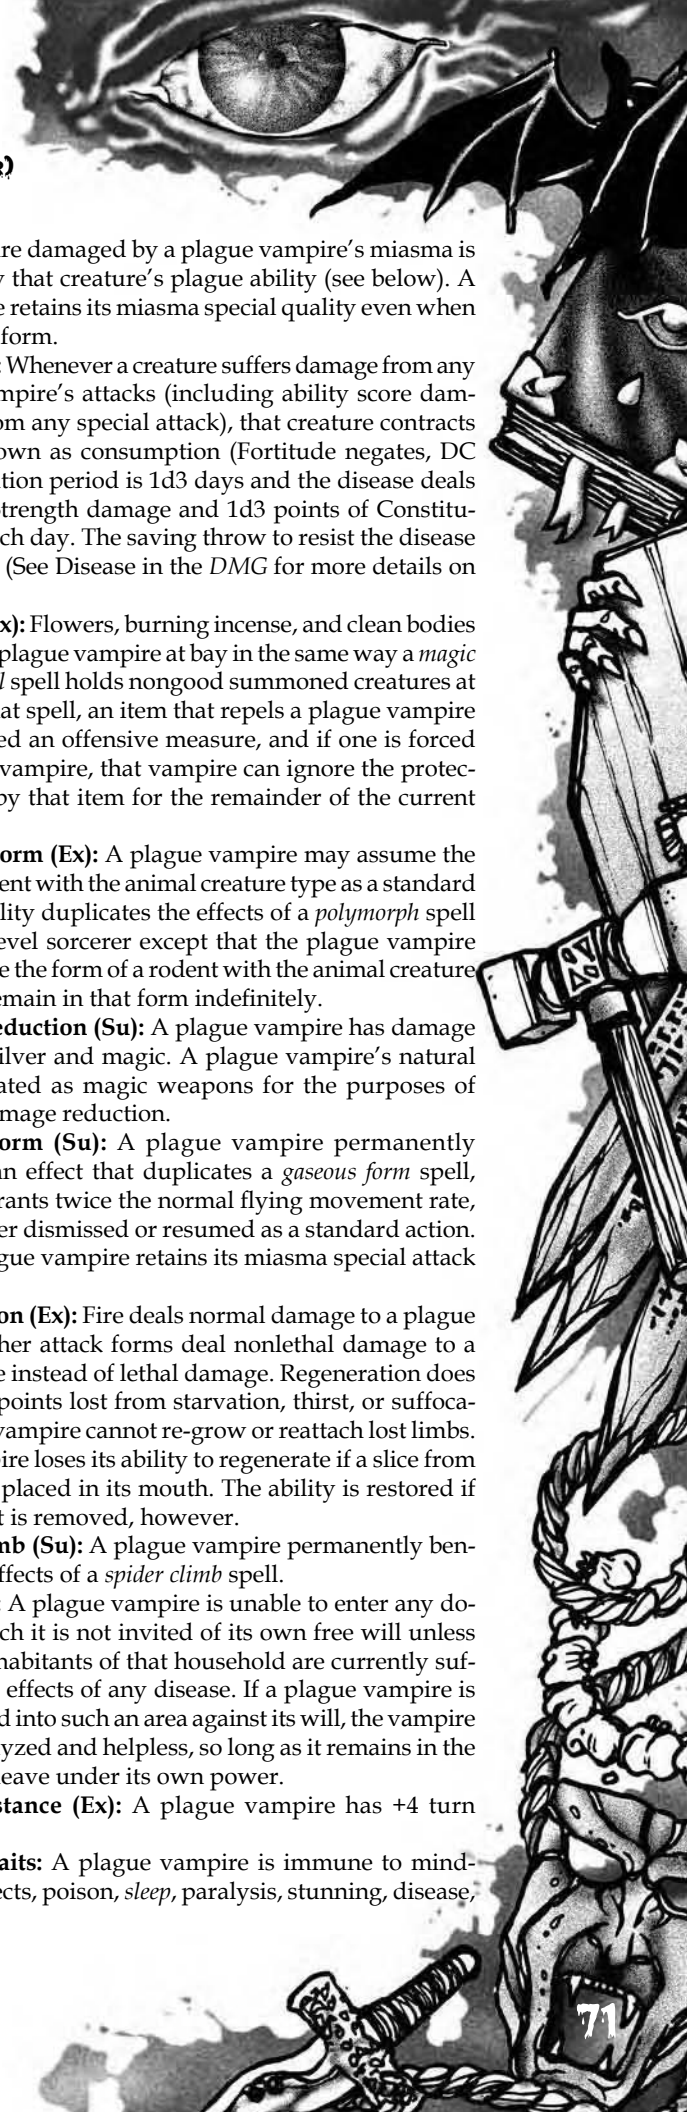 ire damaged by a plague vampire's miasma is
y that creature's plague ability (see below). A
e retains its miasma special quality even when
form.
: Whenever a creature suffers damage from any
mpire's attacks (including ability score dam-
om any special attack), that creature contracts
own as consumption (Fortitude negates, DC
tion period is 1d3 days and the disease deals
trength damage and 1d3 points of Constitu-
ch day. The saving throw to resist the disease
(See Disease in the DMG for more details on
x): Flowers, burning incense, and clean bodies
plague vampire at bay in the same way a magic
l spell holds nongood summoned creatures at
at spell, an item that repels a plague vampire
ed an offensive measure, and if one is forced
vampire, that vampire can ignore the protec-
by that item for the remainder of the current
orm (Ex): A plague vampire may assume the
ent with the animal creature type as a standard
lity duplicates the effects of a polymorph spell
evel sorcerer except that the plague vampire
e the form of a rodent with the animal creature
emain in that form indefinitely.
eduction (Su): A plague vampire has damage
ilver and magic. A plague vampire's natural
ated as magic weapons for the purposes of
mage reduction.
orm (Su): A plague vampire permanently
an effect that duplicates a gaseous form spell,
rants twice the normal flying movement rate,
er dismissed or resumed as a standard action.
gue vampire retains its miasma special attack
on (Ex): Fire deals normal damage to a plague
her attack forms deal nonlethal damage to a
e instead of lethal damage. Regeneration does
points lost from starvation, thirst, or suffoca-
vampire cannot re-grow or reattach lost limbs.
ire loses its ability to regenerate if a slice from
placed in its mouth. The ability is restored if
t is removed, however.
mb (Su): A plague vampire permanently ben-
ffects of a spider climb spell.
: A plague vampire is unable to enter any do-
ch it is not invited of its own free will unless
habitants of that household are currently suf-
effects of any disease. If a plague vampire is
d into such an area against its will, the vampire
lyzed and helpless, so long as it remains in the
leave under its own power.
stance (Ex): A plague vampire has +4 turn
aits: A plague vampire is immune to mind-
ects, poison, sleep, paralysis, stunning, disease,
71